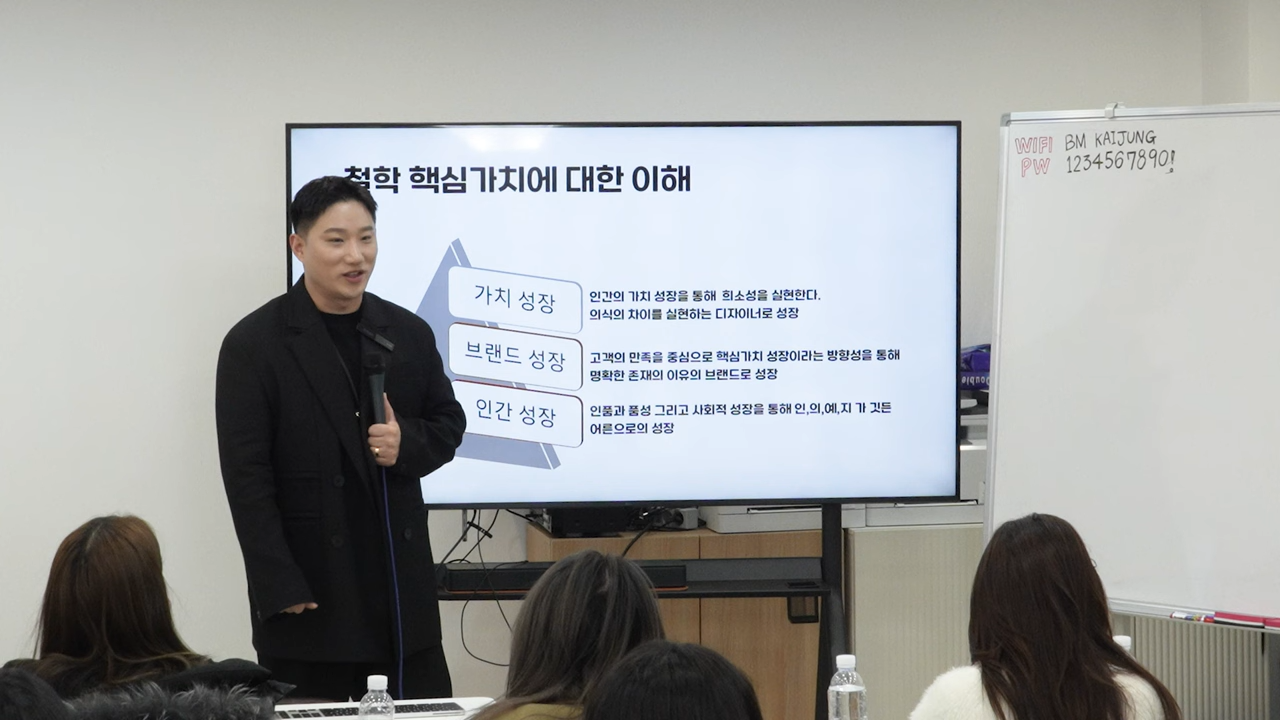 철학 핵심가치에 대한 이해
가치 성장
인간의 가치 성장을 통해 희소성을 실현한다.
의식의 차이를 실현하는 디자이너로 성장
브랜드 성장
고객의 만족을 중심으로 핵심가치 성장이라는 방향성을 통해
명확한 존재의 이유의 브랜드로 성장
인간 성장
인품과 품성 그리고 사회적 성장을 통해 인,의,예,지 가 깃든
어른으로의 성장
WIFI BM KAIJUNG
PW 1234567890!
Double